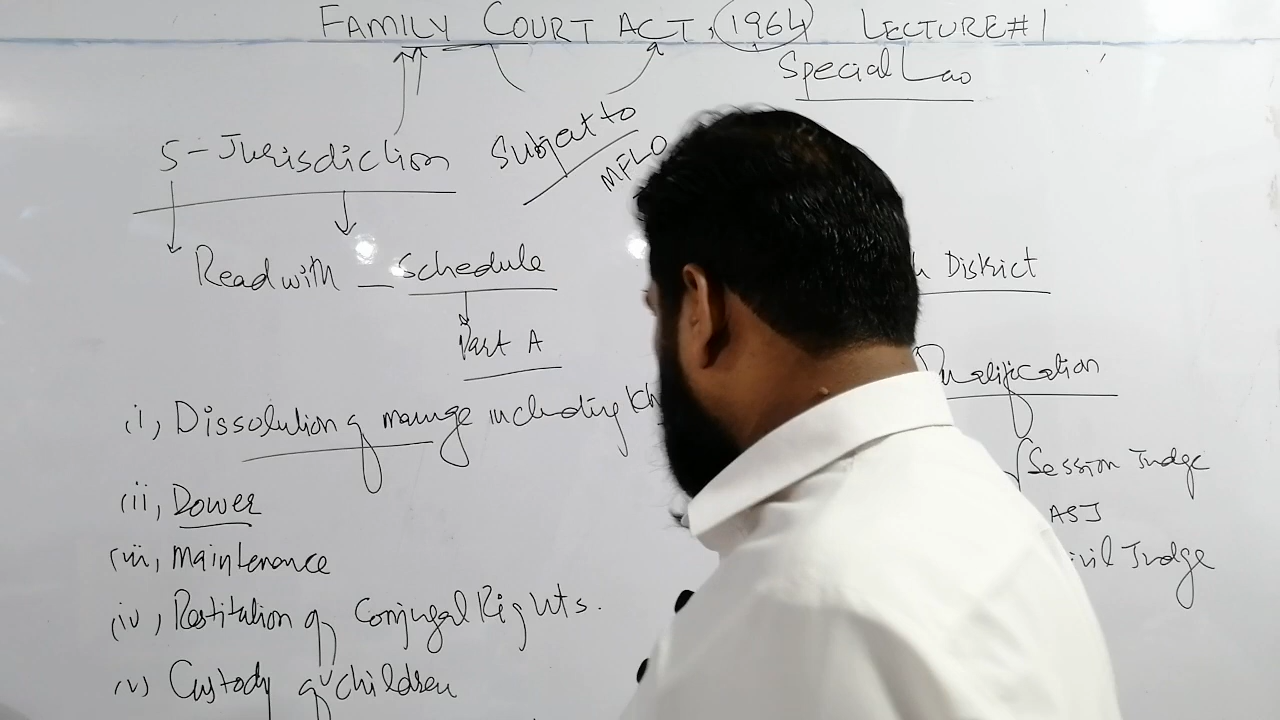 FAMILY COURT ACT, 1964 LECTURE #1
Special Law
5-Jurisdiction
Subject to
MFLO
Read with - Schedule
Part A
i, Dissolution of marriage including Kh
(ii, Dower
(iii, Maintenance
(iv, Restitution of Conjugal Rights.
(v) Custody of children
h District
Qualification
Session Judge
ASJ
ivil Judge